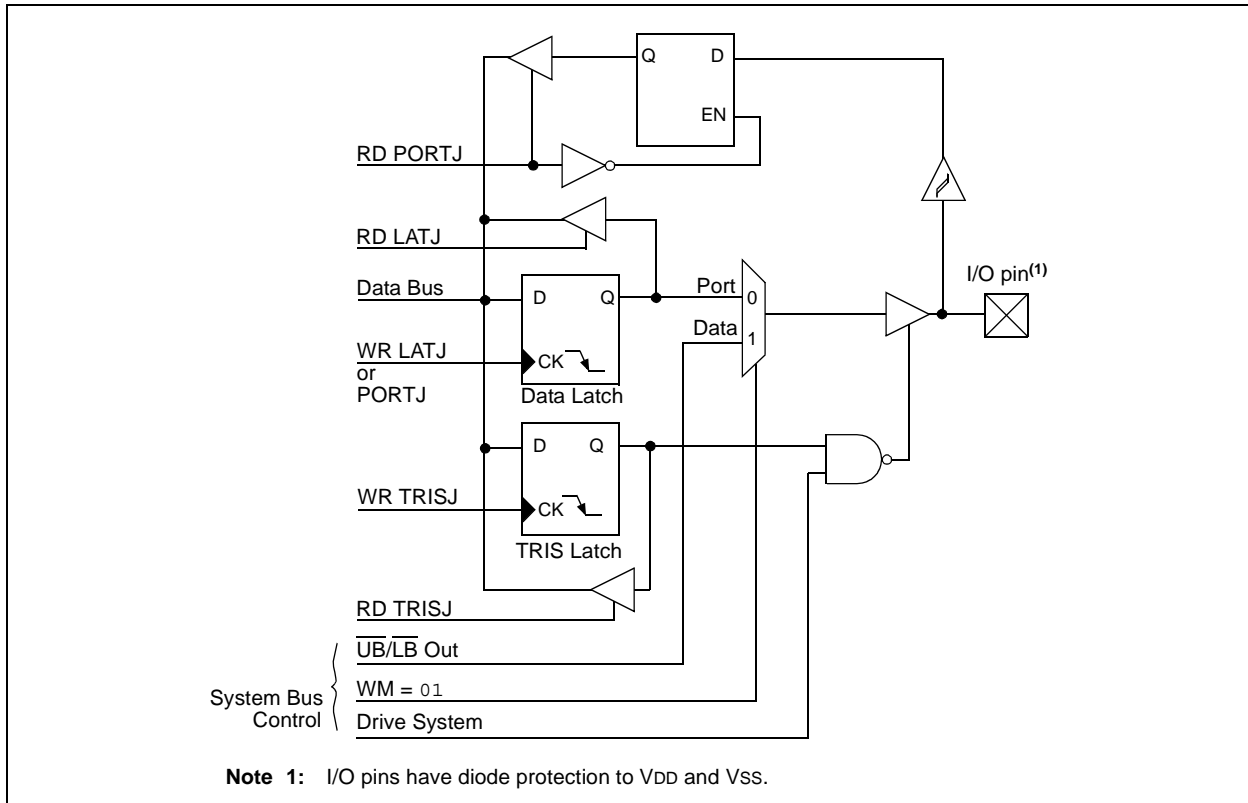 Q D
EN
RD PORTJ
RD LATJ
I/O pin(1)
Data Bus
D Q
Port
0
Data
1
WR LATJ
or
PORTJ
CK
Data Latch
D Q
WR TRISJ
CK
TRIS Latch
RD TRISJ
U̅B̅/L̅B̅ Out
WM = 01
System Bus
Control
Drive System
Note 1: I/O pins have diode protection to VDD and VSS.